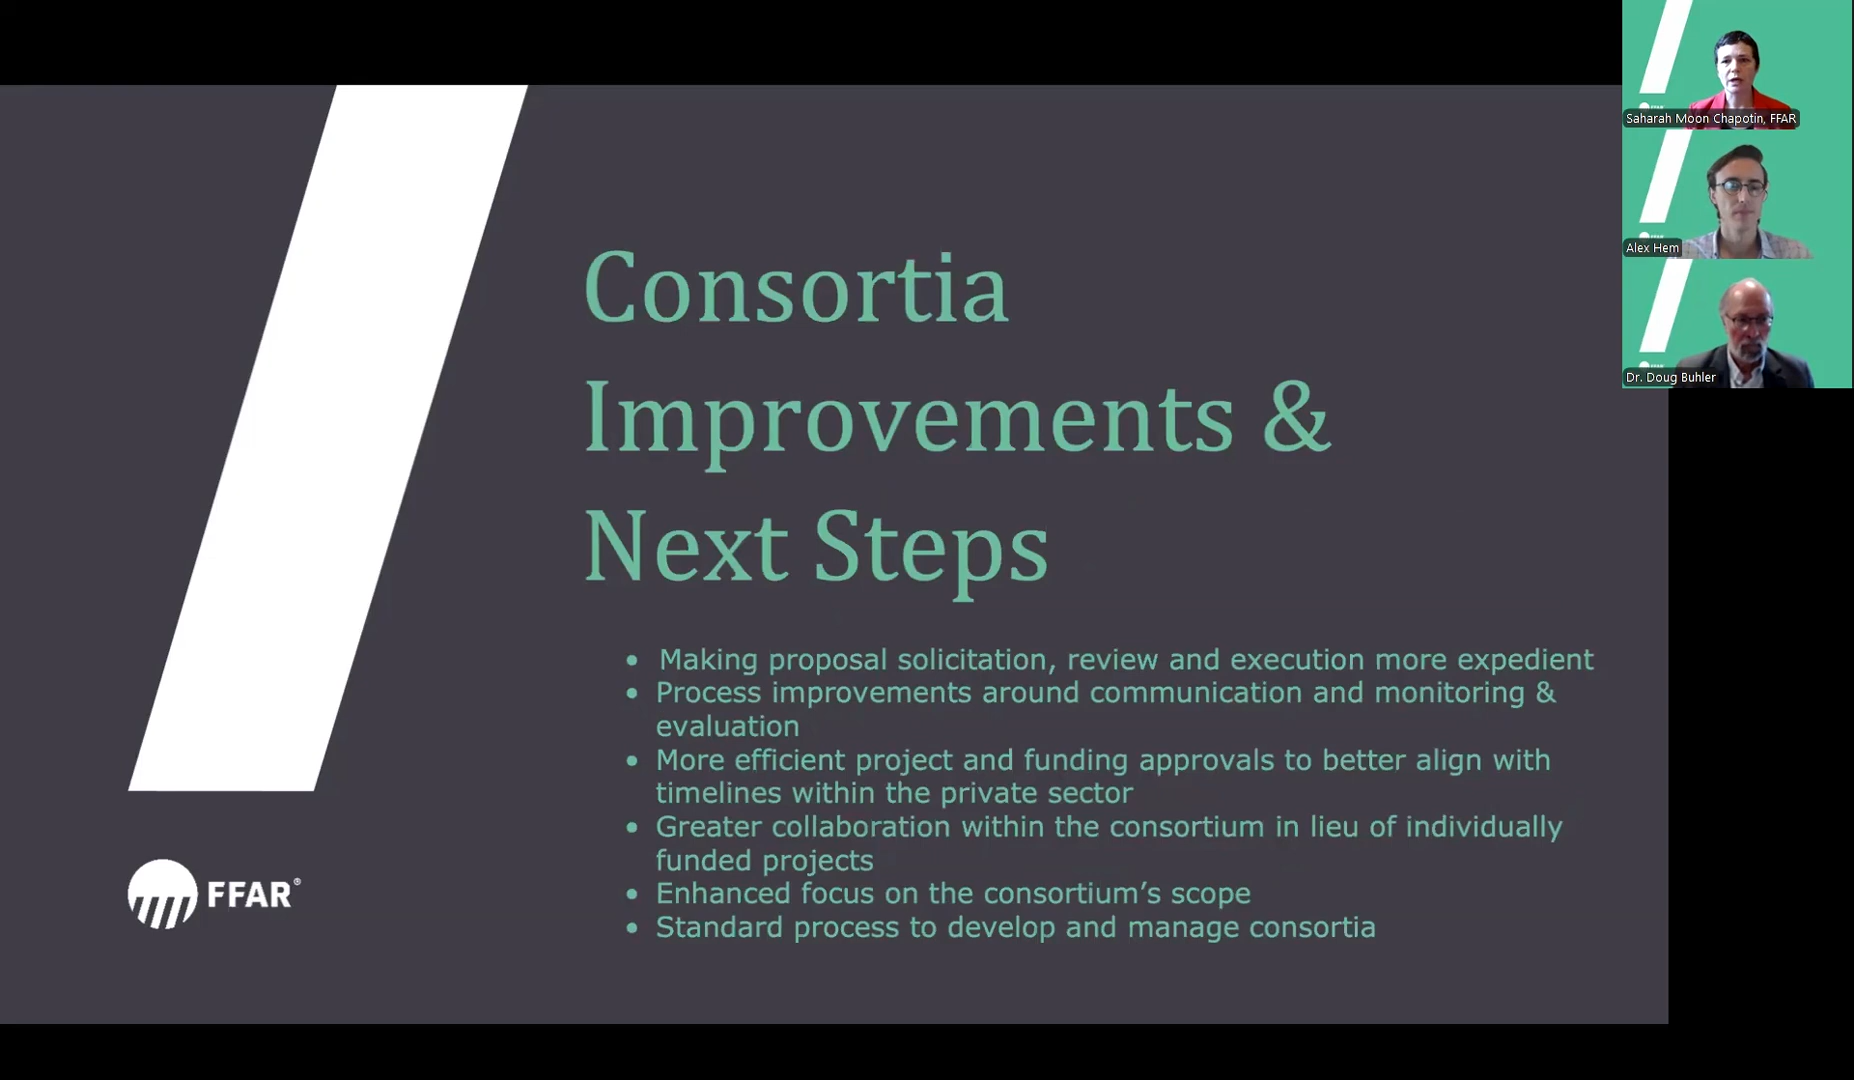 Consortia
Improvements &
Next Steps
• Making proposal solicitation, review and execution more expedient
• Process improvements around communication and monitoring &
evaluation
• More efficient project and funding approvals to better align with
timelines within the private sector
• Greater collaboration within the consortium in lieu of individually
funded projects
• Enhanced focus on the consortium’s scope
• Standard process to develop and manage consortia
FFAR®
Saharah Moon Chapotin, FFAR
Alex Hem
Dr. Doug Buhler